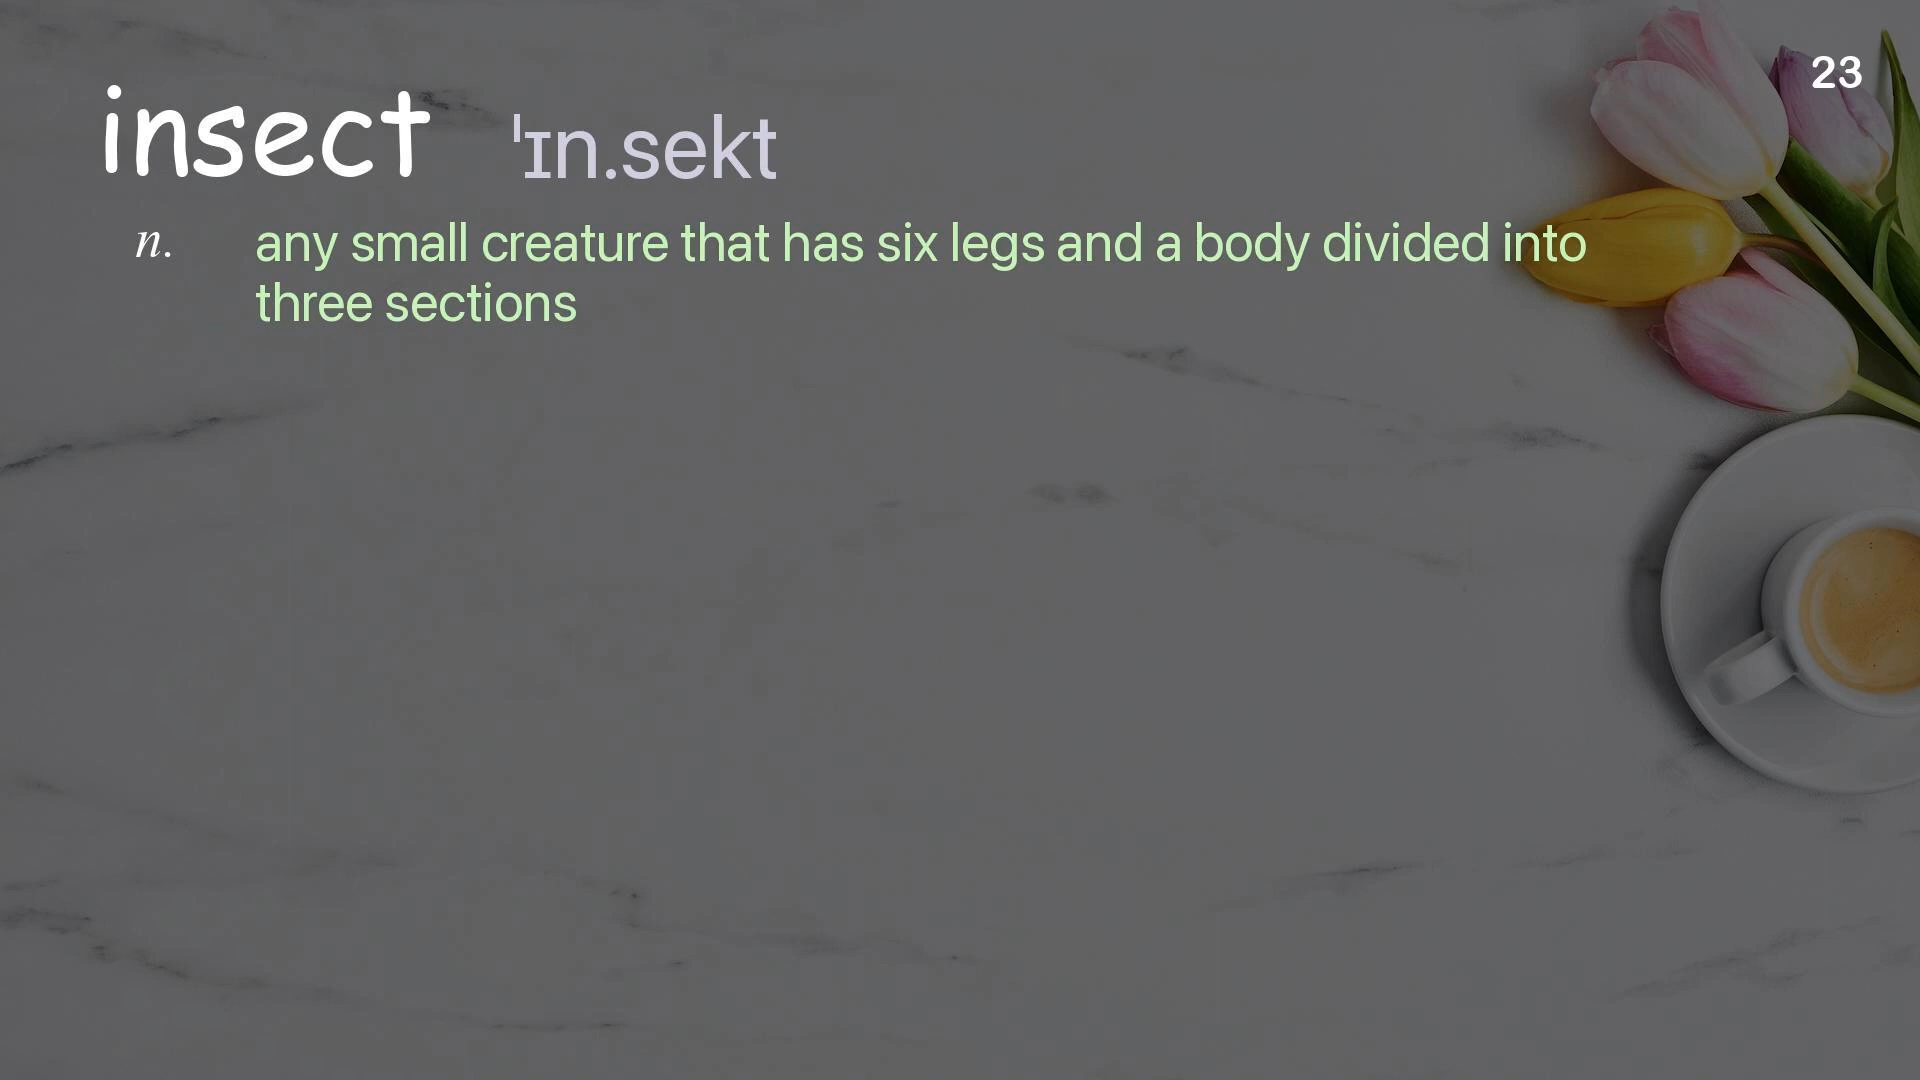 23
insect ˈɪn.sekt
n. any small creature that has six legs and a body divided into
three sections